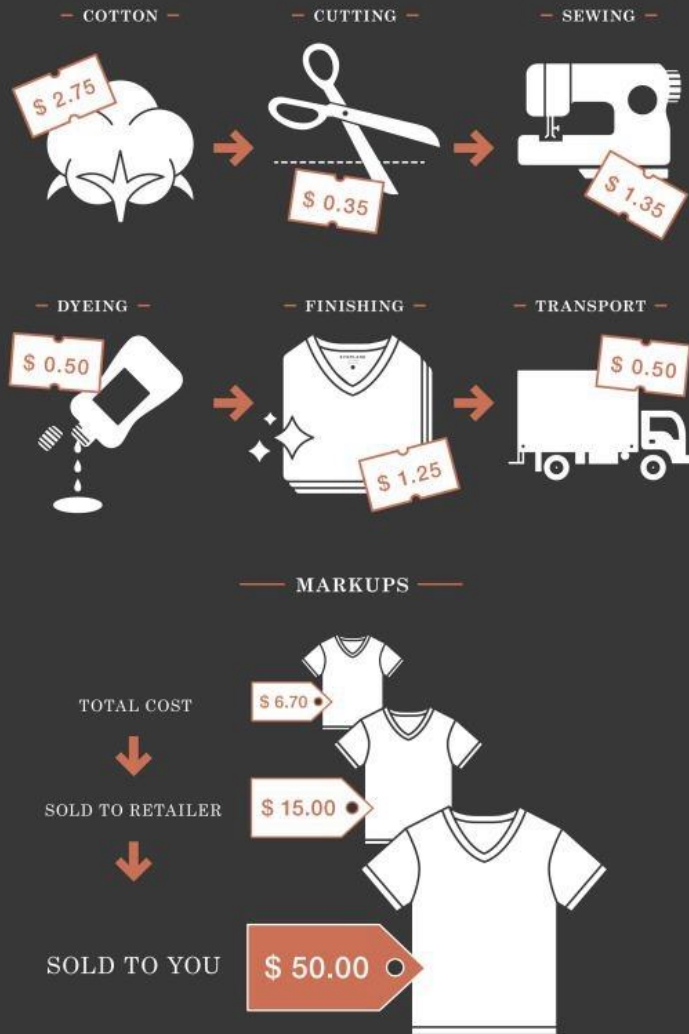 COTTON
CUTTING
SEWING
$ 2.75
$ 0.35
$ 1.35
DYEING
FINISHING
TRANSPORT
$ 0.50
$ 1.25
$ 0.50
MARKUPS
TOTAL COST
$ 6.70
SOLD TO RETAILER
$ 15.00
SOLD TO YOU
$ 50.00